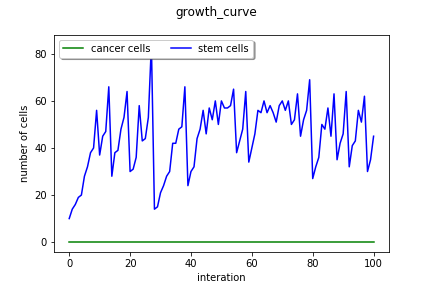 growth_curve
cancer cells
stem cells
number of cells
80
60
40
20
0
0 20 40 60 80 100
interation